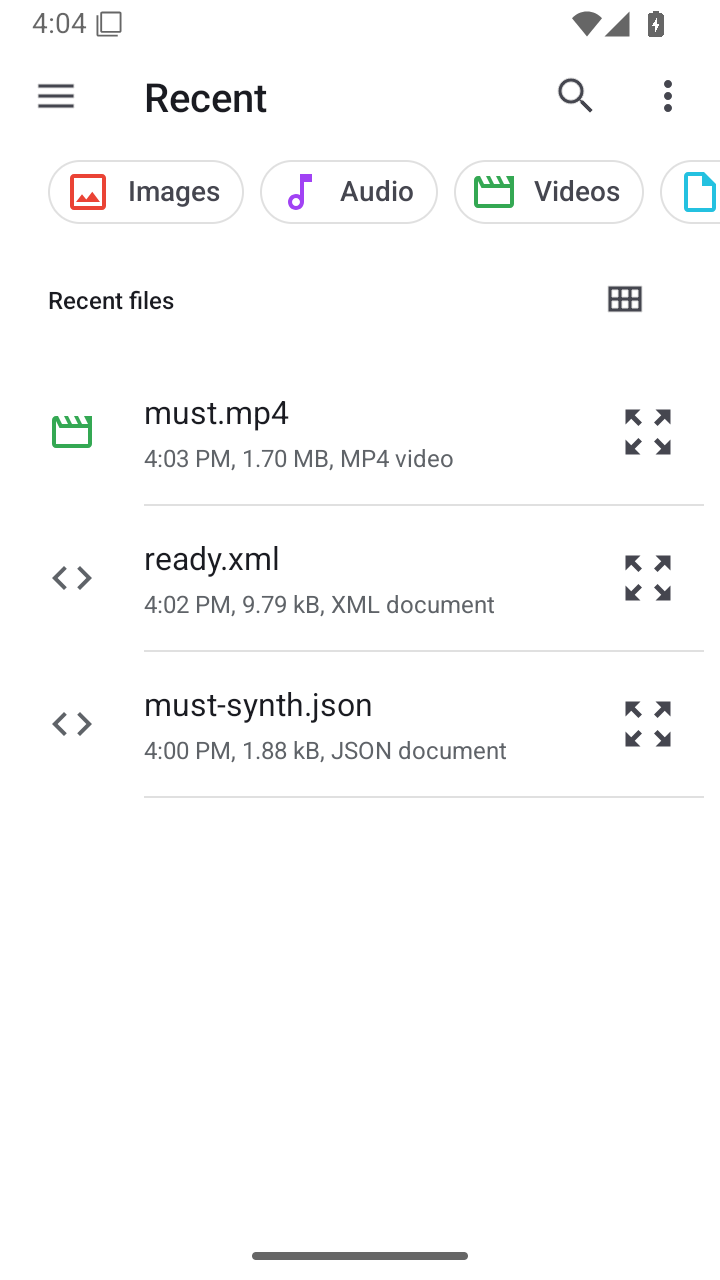 4:04
Recent
Images
Audio
Videos
Recent files
must.mp4
4:03 PM, 1.70 MB, MP4 video
ready.xml
4:02 PM, 9.79 kB, XML document
must-synth.json
4:00 PM, 1.88 kB, JSON document